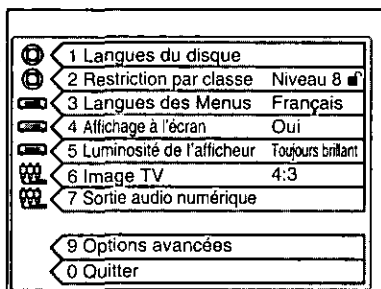 1 Langues du disque
2 Restriction par classe Niveau 8
3 Langues des Menus Français
4 Affichage à l'écran Oui
5 Luminosité de l'afficheur Toujours brillant
6 Image TV 4:3
7 Sortie audio numérique
9 Options avancées
0 Quitter